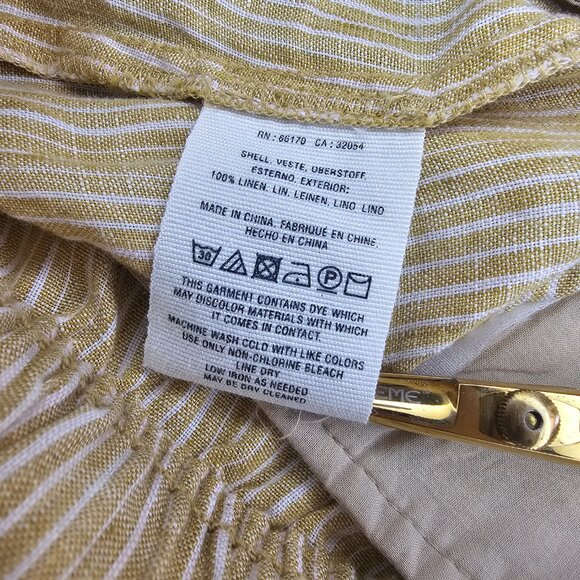 RN : 66170 CA : 32054
SHELL, VESTE, OBERSTOFF,
ESTERNO, EXTERIOR:
100% LINEN, LIN, LEINEN, LINO, LINO
MADE IN CHINA, FABRIQUE EN CHINE,
HECHO EN CHINA
30 P
THIS GARMENT CONTAINS DYE WHICH
MAY DISCOLOR MATERIALS WITH WHICH
IT COMES IN CONTACT.
MACHINE WASH COLD WITH LIKE COLORS
USE ONLY NON-CHLORINE BLEACH
LINE DRY
LOW IRON AS NEEDED
MAY BE DRY CLEANED